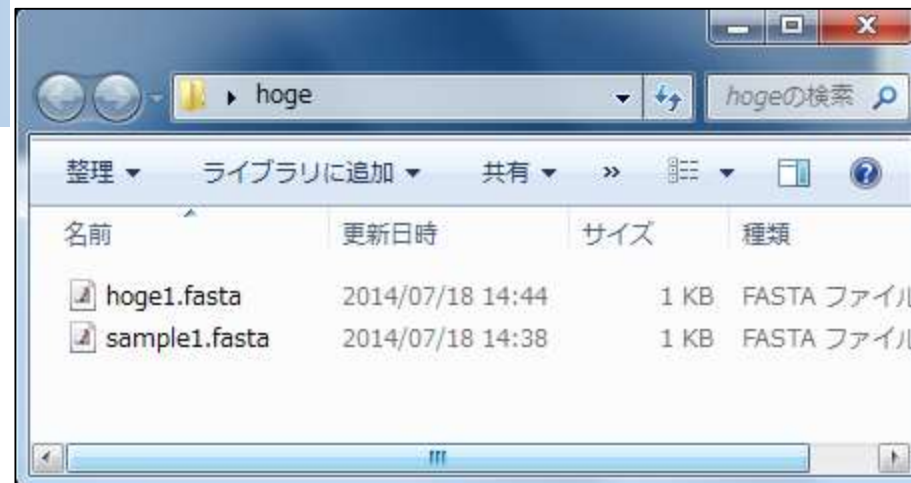 hoge
hogeの検索
整理 ライブラリに追加 共有 »
名前 更新日時 サイズ 種類
hoge1.fasta 2014/07/18 14:44 1 KB FASTA ファイル
sample1.fasta 2014/07/18 14:38 1 KB FASTA ファイル